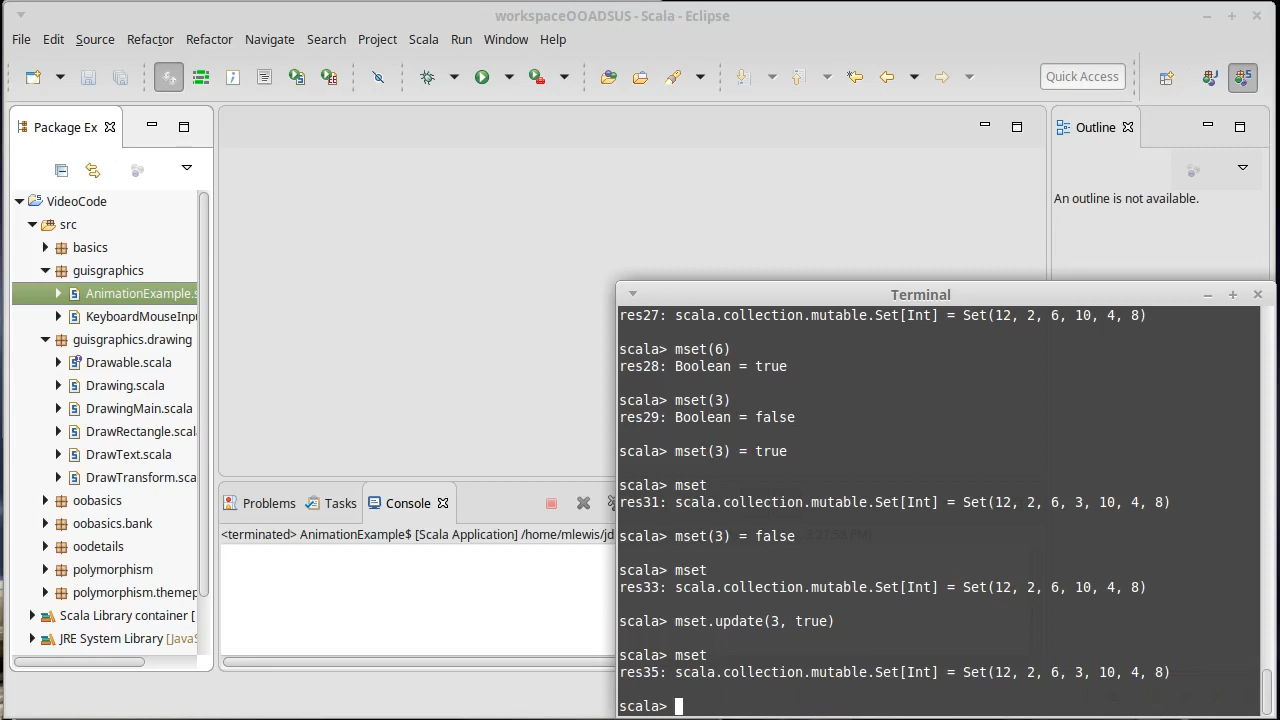 workspaceOOADSUS - Scala - Eclipse
File Edit Source Refactor Refactor Navigate Search Project Scala Run Window Help
Quick Access
Package Ex
Outline
An outline is not available.
VideoCode
src
basics
guisgraphics
AnimationExample.s
KeyboardMouseInpu
guisgraphics.drawing
Drawable.scala
Drawing.scala
DrawingMain.scala
DrawRectangle.scal
DrawText.scala
DrawTransform.sca
oobasics
oobasics.bank
oodetails
polymorphism
polymorphism.themep
Scala Library container [
JRE System Library [JavaS
Problems Tasks Console
<terminated> AnimationExample$ [Scala Application] /home/mlewis/jd
Terminal
res27: scala.collection.mutable.Set[Int] = Set(12, 2, 6, 10, 4, 8)
scala> mset(6)
res28: Boolean = true
scala> mset(3)
res29: Boolean = false
scala> mset(3) = true
scala> mset
res31: scala.collection.mutable.Set[Int] = Set(12, 2, 6, 3, 10, 4, 8)
scala> mset(3) = false
scala> mset
res33: scala.collection.mutable.Set[Int] = Set(12, 2, 6, 10, 4, 8)
scala> mset.update(3, true)
scala> mset
res35: scala.collection.mutable.Set[Int] = Set(12, 2, 6, 3, 10, 4, 8)
scala>